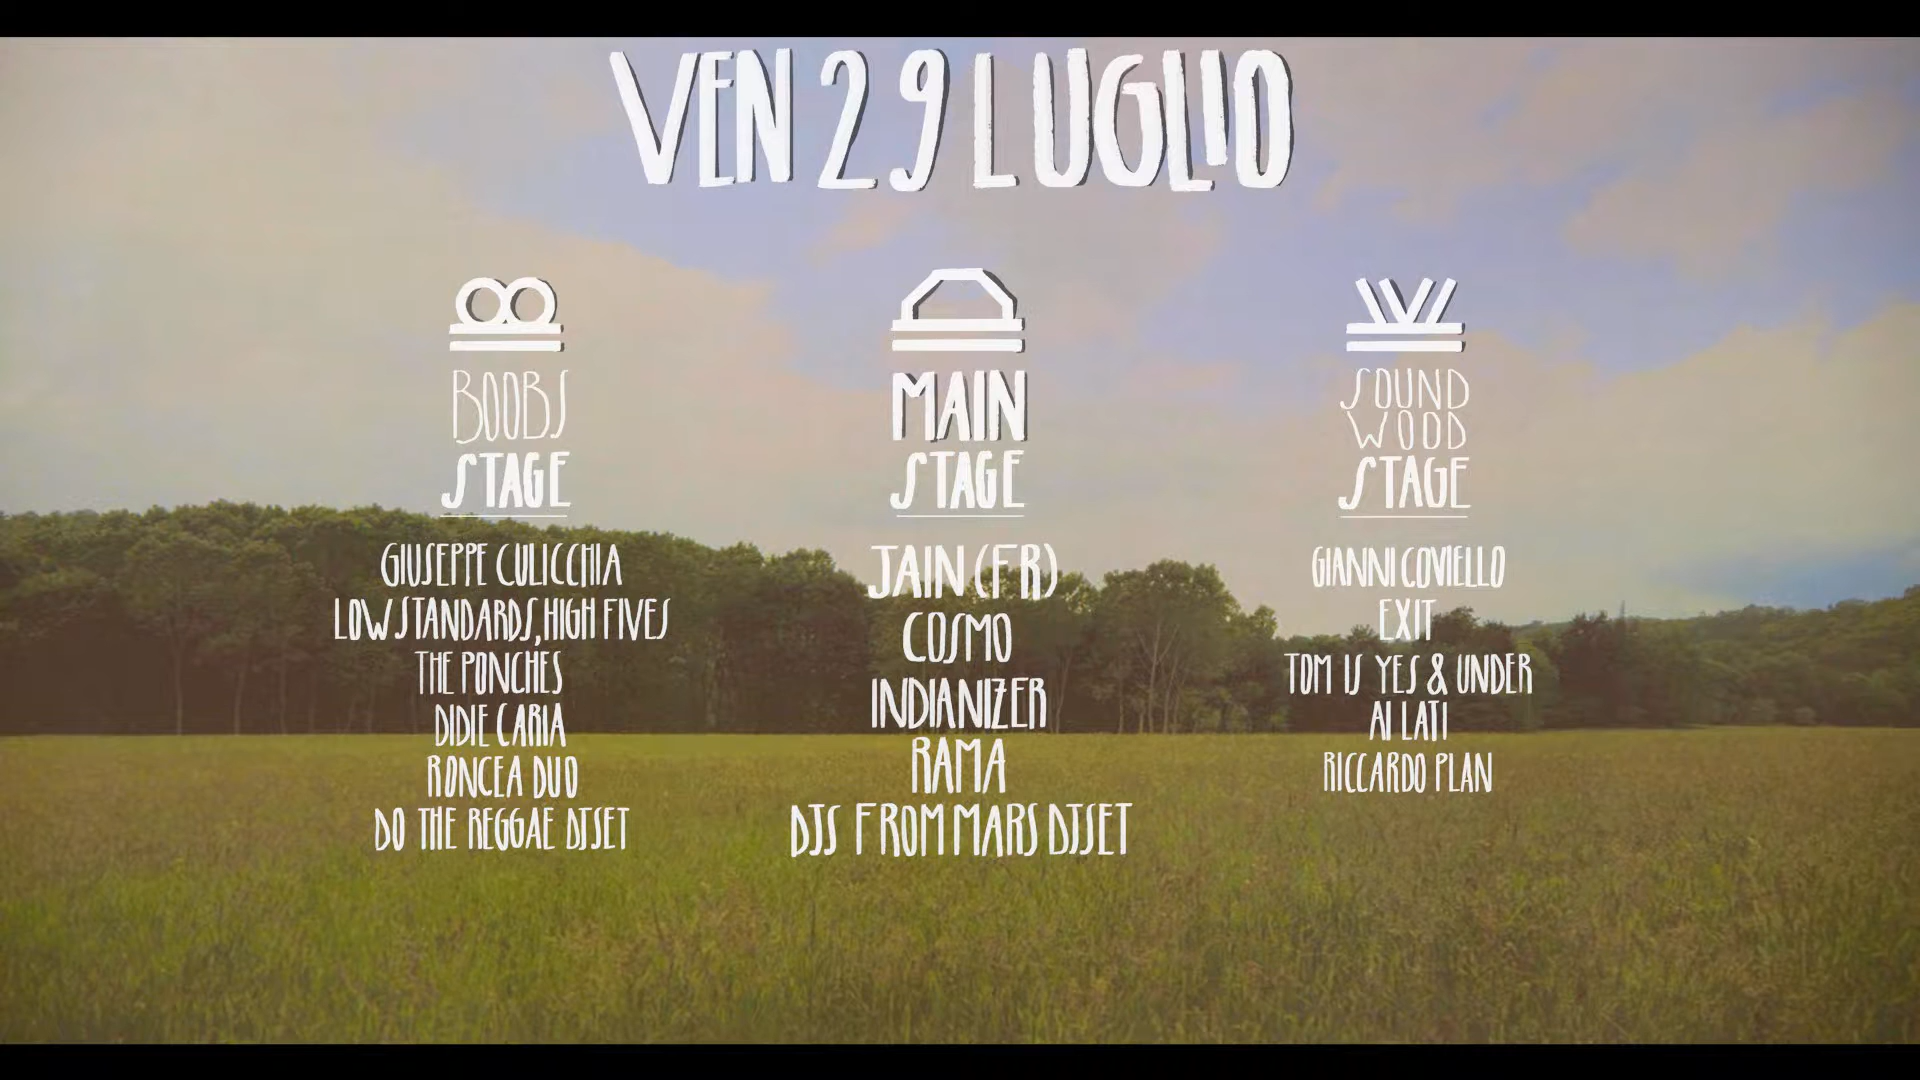 VEN 29 LUGLIO
BOOBS
STAGE
GIUSEPPE CULICCHIA
LOW STANDARDS, HIGH FIVES
THE PONCHES
DIDIE CARIA
RONCEA DUO
DO THE REGGAE DJSET
MAIN
STAGE
JAIN (FR)
COSMO
INDIANIZER
RAMA
DJS FROM MARS DJSET
SOUND
WOOD
STAGE
GIANNI COVIELLO
EXIT
TOM IS YES & UNDER
AI LATI
RICCARDO PLAN